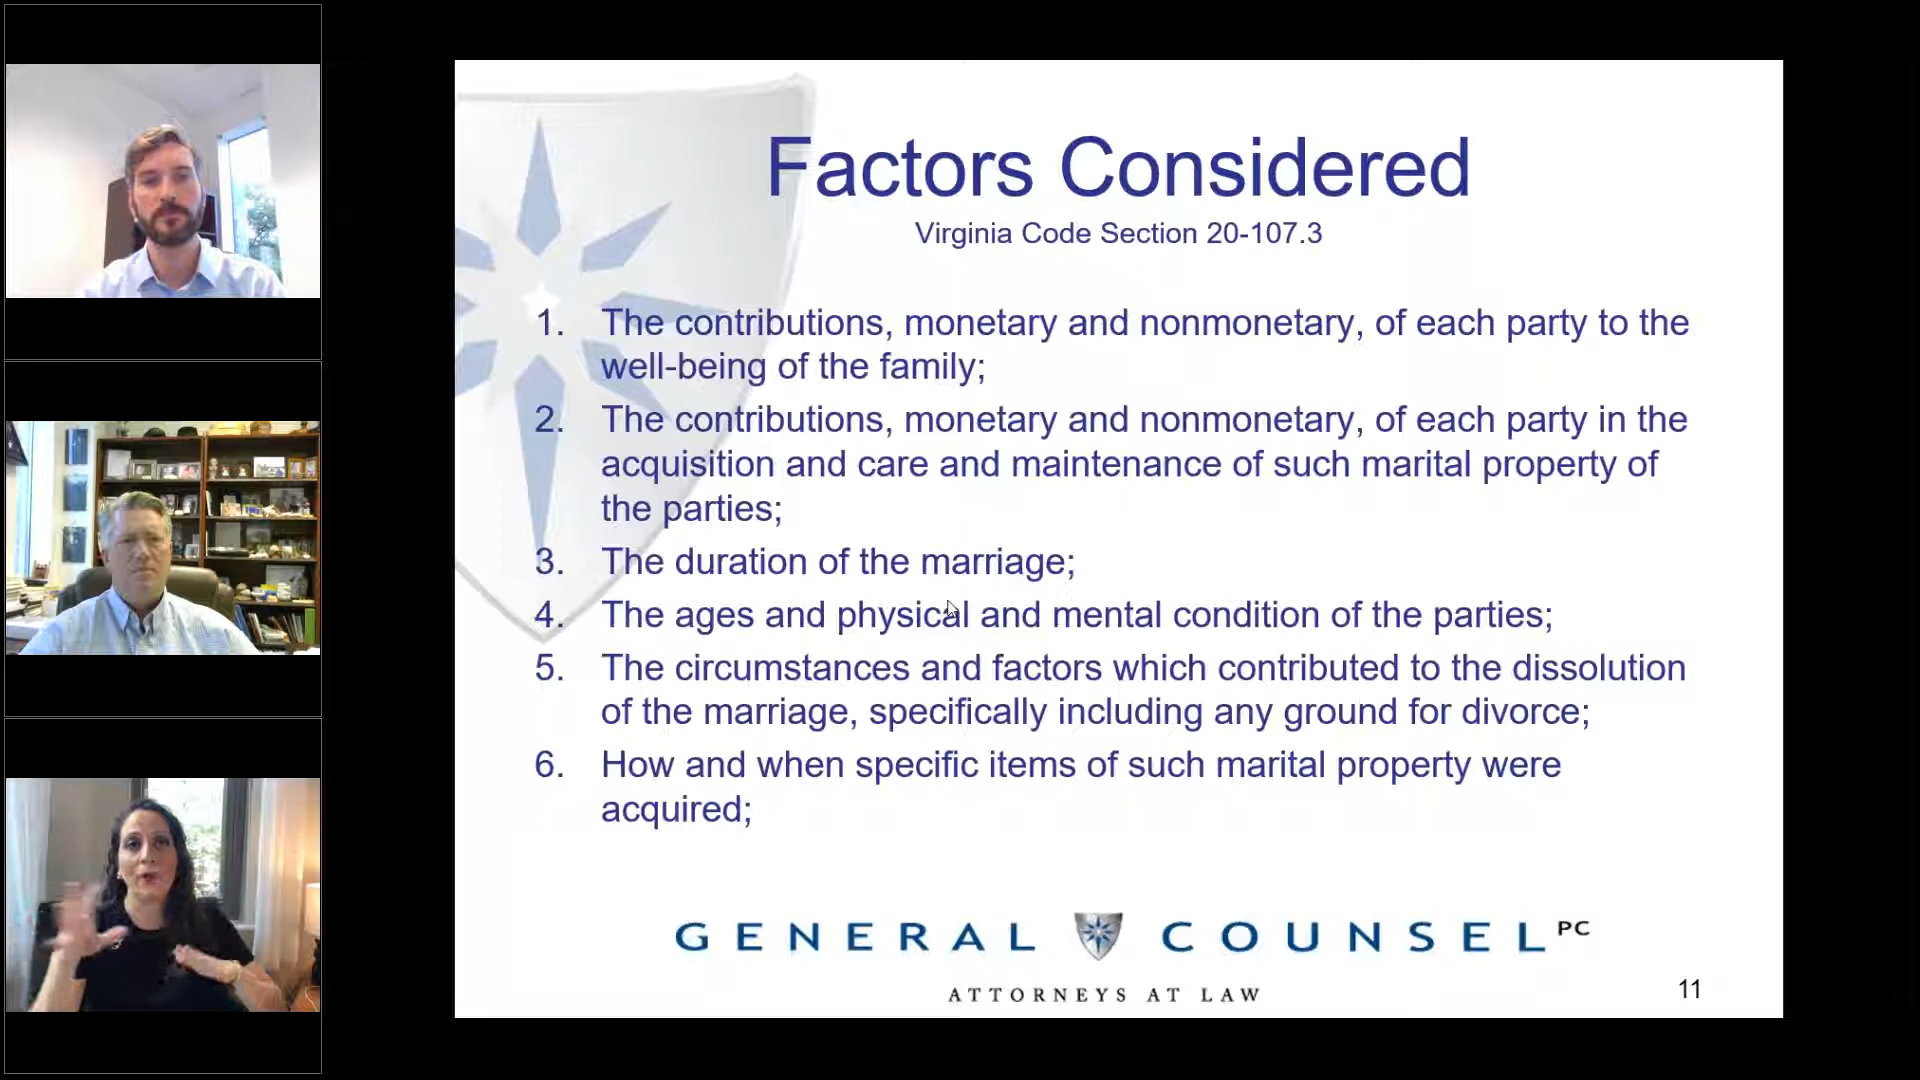 Factors Considered
Virginia Code Section 20-107.3
1. The contributions, monetary and nonmonetary, of each party to the
well-being of the family;
2. The contributions, monetary and nonmonetary, of each party in the
acquisition and care and maintenance of such marital property of
the parties;
3. The duration of the marriage;
4. The ages and physical and mental condition of the parties;
5. The circumstances and factors which contributed to the dissolution
of the marriage, specifically including any ground for divorce;
6. How and when specific items of such marital property were
acquired;
GENERAL COUNSEL PC
ATTORNEYS AT LAW
11